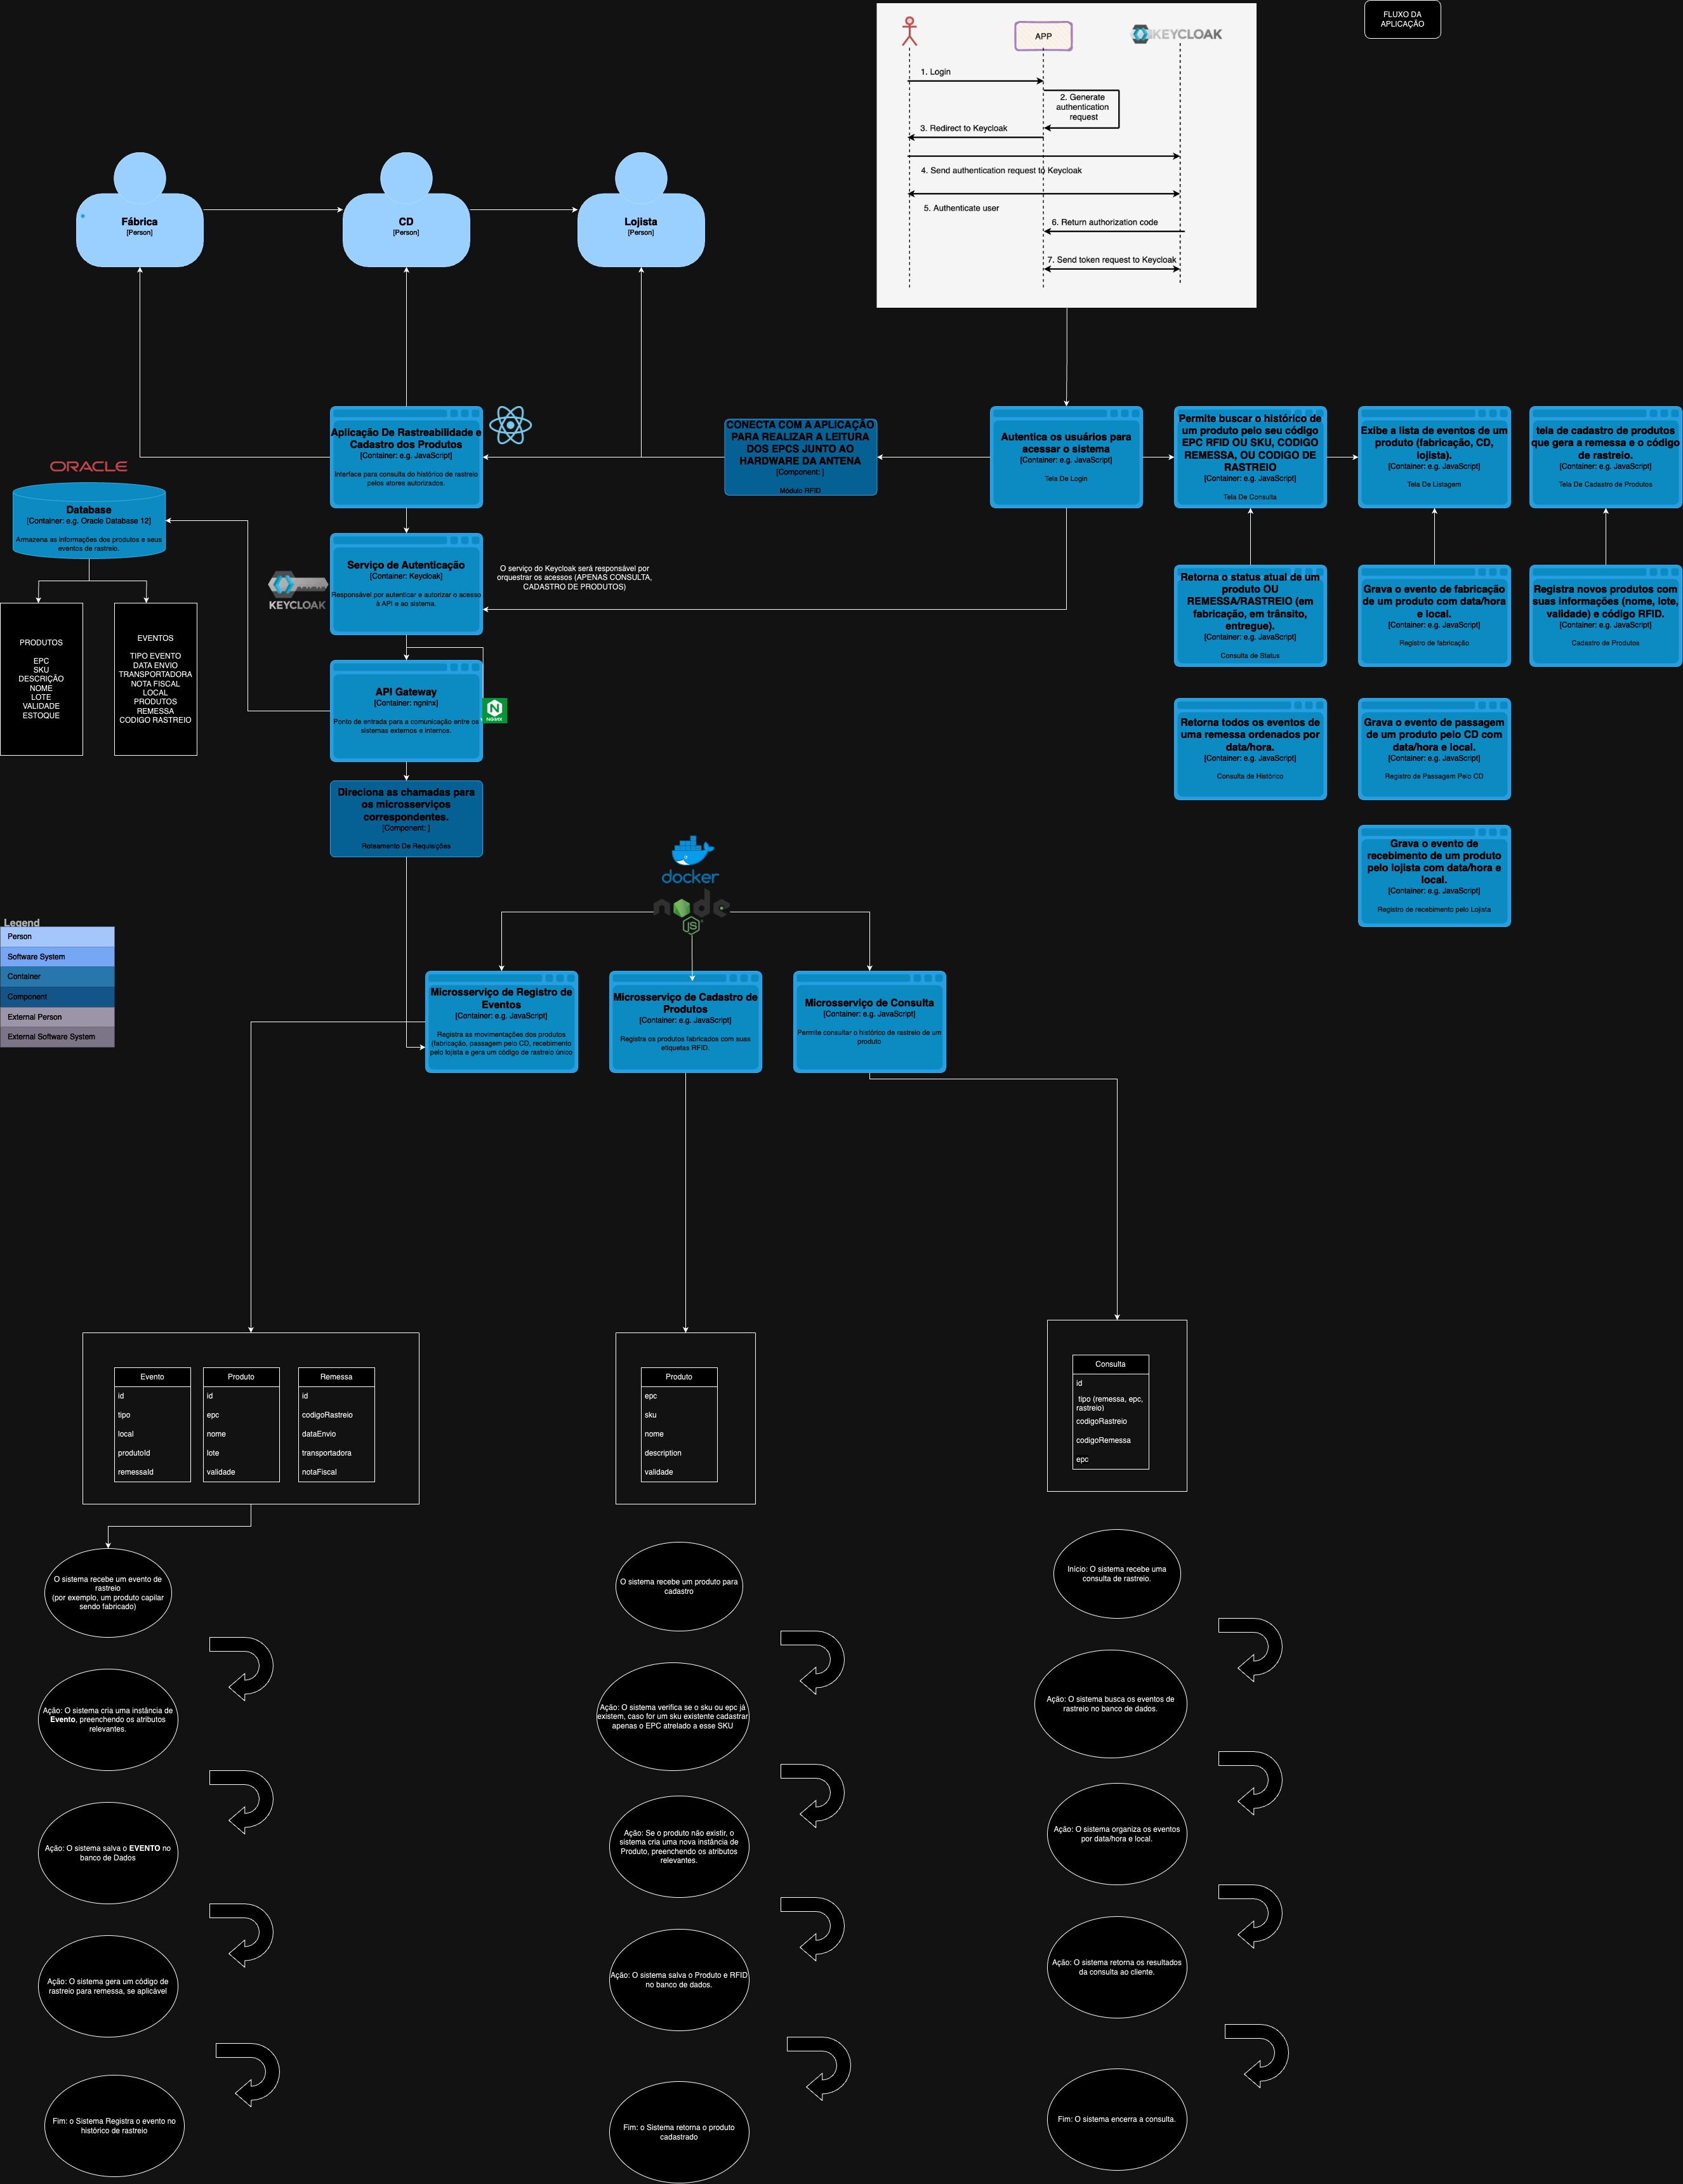 FLUXO DA
APLICAÇÃO
APP
KEYCLOAK
1. Login
2. Generate
authentication
request
3. Redirect to Keycloak
4. Send authentication request to Keycloak
5. Authenticate user
6. Return authorization code
7. Send token request to Keycloak
Fábrica
[Person]
CD
[Person]
Lojista
[Person]
Aplicação De Rastreabilidade e
Cadastro dos Produtos
[Container: e.g. JavaScript]
Interface para consulta do histórico de rastreio
pelos atores autorizados.
CONECTA COM A APLICAÇÃO
PARA REALIZAR A LEITURA
DOS EPCS JUNTO AO
HARDWARE DA ANTENA
[Component: ]
Módulo RFID
Autentica os usuários para
acessar o sistema
[Container: e.g. JavaScript]
Tela De Login
Permite buscar o histórico de
um produto pelo seu código
EPC RFID OU SKU, CODIGO
REMESSA, OU CODIGO DE
RASTREIO
[Container: e.g. JavaScript]
Tela De Consulta
Exibe a lista de eventos de um
produto (fabricação, CD,
lojista).
[Container: e.g. JavaScript]
Tela De Listagem
tela de cadastro de produtos
que gera a remessa e o código
de rastreio.
[Container: e.g. JavaScript]
Tela De Cadastro de Produtos
ORACLE
Database
[Container: e.g. Oracle Database 12]
Armazena as informações dos produtos e seus
eventos de rastreio.
KEYCLOAK
Serviço de Autenticação
[Container: Keycloak]
Responsável por autenticar e autorizar o acesso
à API e ao sistema.
O serviço do Keycloak será responsável por
orquestrar os acessos (APENAS CONSULTA,
CADASTRO DE PRODUTOS)
Retorna o status atual de um
produto OU
REMESSA/RASTREIO (em
fabricação, em trânsito,
entregue).
[Container: e.g. JavaScript]
Consulta de Status
Grava o evento de fabricação
de um produto com data/hora
e local.
[Container: e.g. JavaScript]
Registro de fabricação
Registra novos produtos com
suas informações (nome, lote,
validade) e código RFID.
[Container: e.g. JavaScript]
Cadastro de Produtos
PRODUTOS
EPC
SKU
DESCRIÇÃO
NOME
LOTE
VALIDADE
ESTOQUE
EVENTOS
TIPO EVENTO
DATA ENVIO
TRANSPORTADORA
NOTA FISCAL
LOCAL
PRODUTOS
REMESSA
CODIGO RASTREIO
API Gateway
[Container: ngninx]
Ponto de entrada para a comunicação entre os
sistemas externos e internos.
NGINX
Retorna todos os eventos de
uma remessa ordenados por
data/hora.
[Container: e.g. JavaScript]
Consulta de Histórico
Grava o evento de passagem
de um produto pelo CD com
data/hora e local.
[Container: e.g. JavaScript]
Registro de Passagem Pelo CD
Direciona as chamadas para
os microsserviços
correspondentes.
[Component: ]
Roteamento De Requisições
Grava o evento de
recebimento de um produto
pelo lojista com data/hora e
local.
[Container: e.g. JavaScript]
Registro de recebimento pelo Lojista
docker
node
JS
Legend
Person
Software System
Container
Component
External Person
External Software System
Microsserviço de Registro de
Eventos
[Container: e.g. JavaScript]
Registra as movimentações dos produtos
(fabricação, passagem pelo CD, recebimento
pelo lojista e gera um código de rastreio único
Microsserviço de Cadastro de
Produtos
[Container: e.g. JavaScript]
Registra os produtos fabricados com suas
etiquetas RFID.
Microsserviço de Consulta
[Container: e.g. JavaScript]
Permite consultar o histórico de rastreio de um
produto
Evento
id
tipo
local
produtoId
remessaId
Produto
id
epc
nome
lote
validade
Remessa
id
codigoRastreio
dataEnvio
transportadora
notaFiscal
Produto
epc
sku
nome
description
validade
Consulta
id
tipo (remessa, epc,
rastreio)
codigoRastreio
codigoRemessa
epc
O sistema recebe um evento de
rastreio
(por exemplo, um produto capilar
sendo fabricado)
Ação: O sistema cria uma instância de
Evento, preenchendo os atributos
relevantes.
Ação: O sistema salva o EVENTO no
banco de Dados
Ação: O sistema gera um código de
rastreio para remessa, se aplicável
Fim: o Sistema Registra o evento no
histórico de rastreio
O sistema recebe um produto para
cadastro
Ação: O sistema verifica se o sku ou epc já
existem, caso for um sku existente cadastrar
apenas o EPC atrelado a esse SKU
Ação: Se o produto não existir, o
sistema cria uma nova instância de
Produto, preenchendo os atributos
relevantes.
Ação: O sistema salva o Produto e RFID
no banco de dados.
Fim: o Sistema retorna o produto
cadastrado
Início: O sistema recebe uma
consulta de rastreio.
Ação: O sistema busca os eventos de
rastreio no banco de dados.
Ação: O sistema organiza os eventos
por data/hora e local.
Ação: O sistema retorna os resultados
da consulta ao cliente.
Fim: O sistema encerra a consulta.